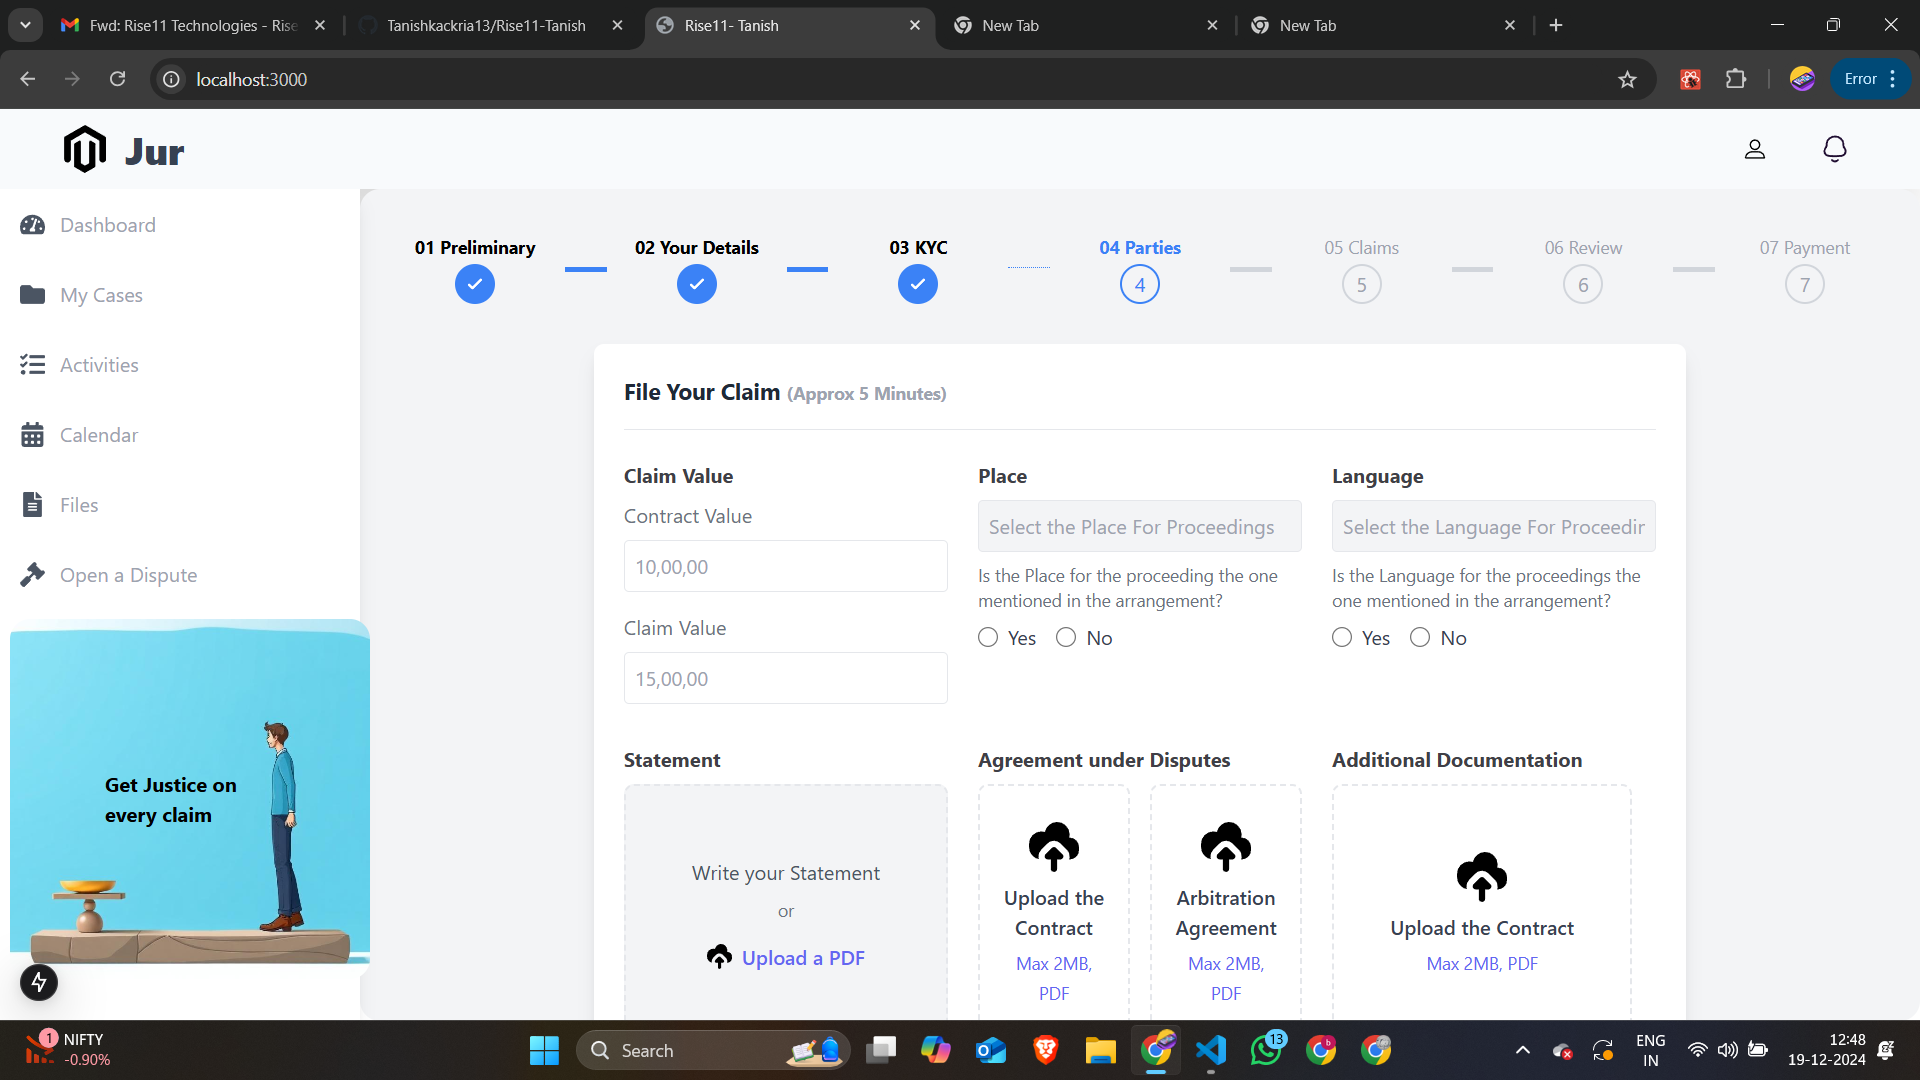 Fwd: Rise11 Technologies - Rise
Tanishkackria13/Rise11-Tanish
Rise11- Tanish
New Tab
New Tab
localhost:3000
Error
Jur
Dashboard
My Cases
Activities
Calendar
Files
Open a Dispute
Get Justice on
every claim
01 Preliminary
02 Your Details
03 KYC
04 Parties
05 Claims
06 Review
07 Payment
4
5
6
7
File Your Claim (Approx 5 Minutes)
Claim Value
Contract Value
10,00,00
Claim Value
15,00,00
Place
Select the Place For Proceedings
Is the Place for the proceeding the one
mentioned in the arrangement?
Yes No
Language
Select the Language For Proceedir
Is the Language for the proceedings the
one mentioned in the arrangement?
Yes No
Statement
Write your Statement
or
Upload a PDF
Agreement under Disputes
Upload the
Contract
Max 2MB,
PDF
Arbitration
Agreement
Max 2MB,
PDF
Additional Documentation
Upload the Contract
Max 2MB, PDF
1
NIFTY
-0.90%
Search
13
ENG
IN
12:48
19-12-2024